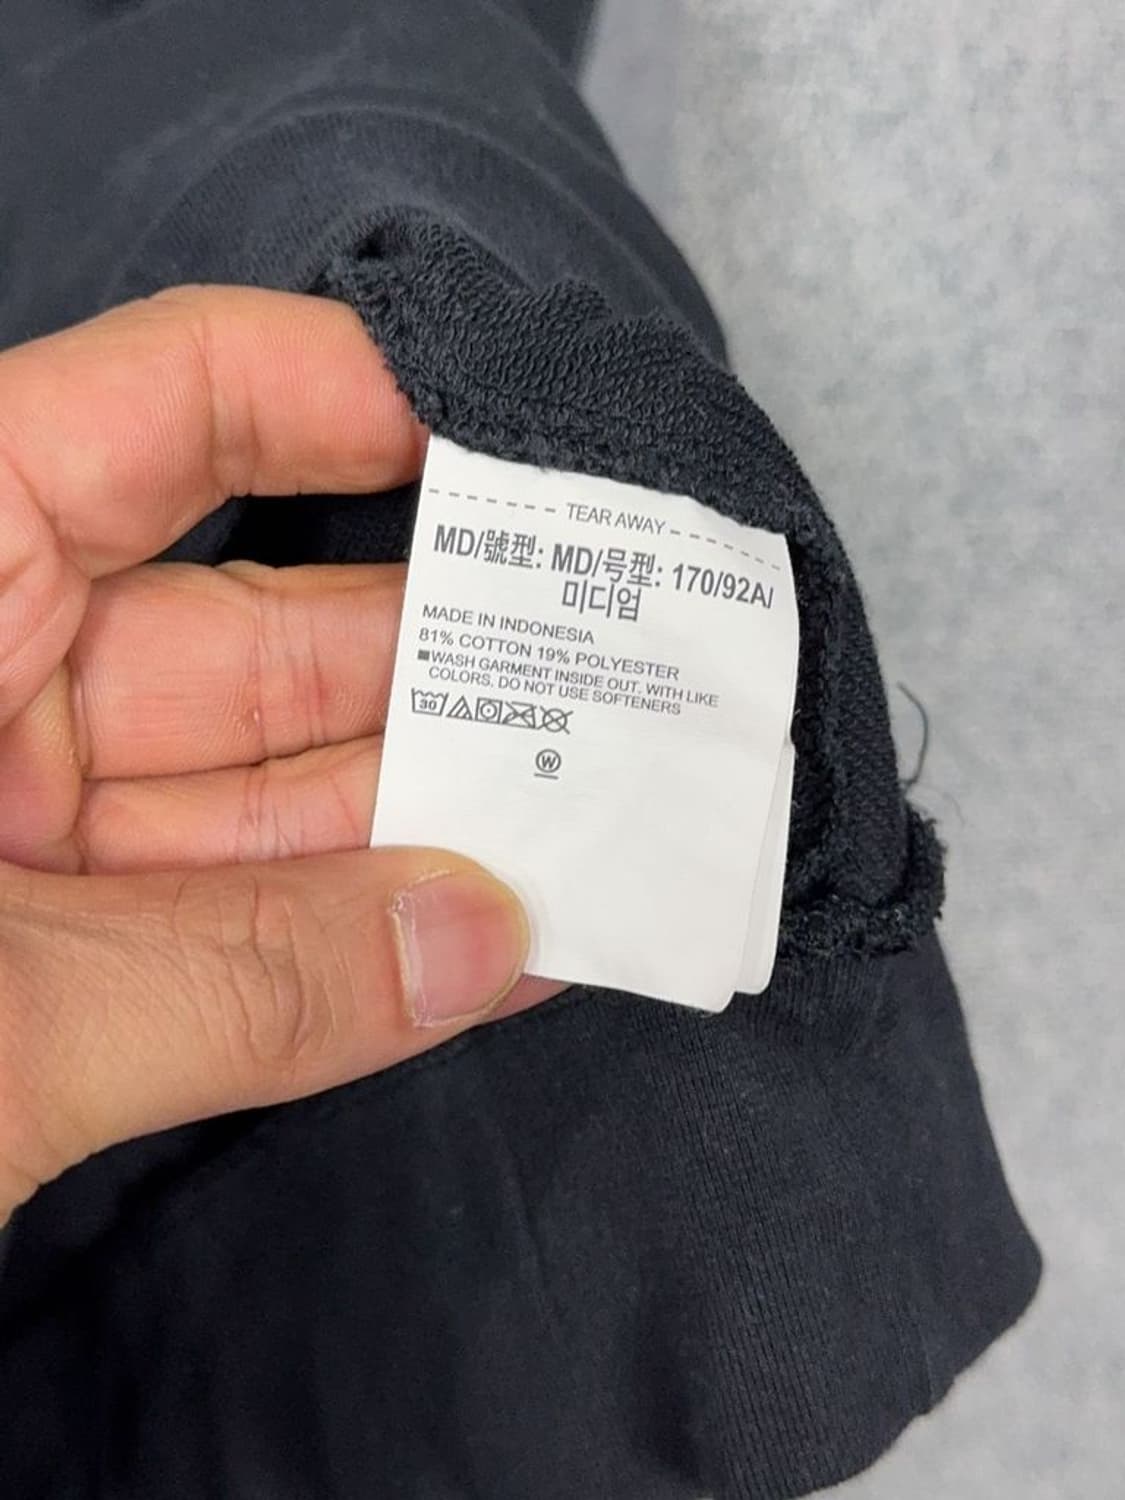 TEAR AWAY
MD/號型: MD/号型: 170/92A/
미디엄
MADE IN INDONESIA
81% COTTON 19% POLYESTER
■WASH GARMENT INSIDE OUT. WITH LIKE
COLORS. DO NOT USE SOFTENERS
30
W